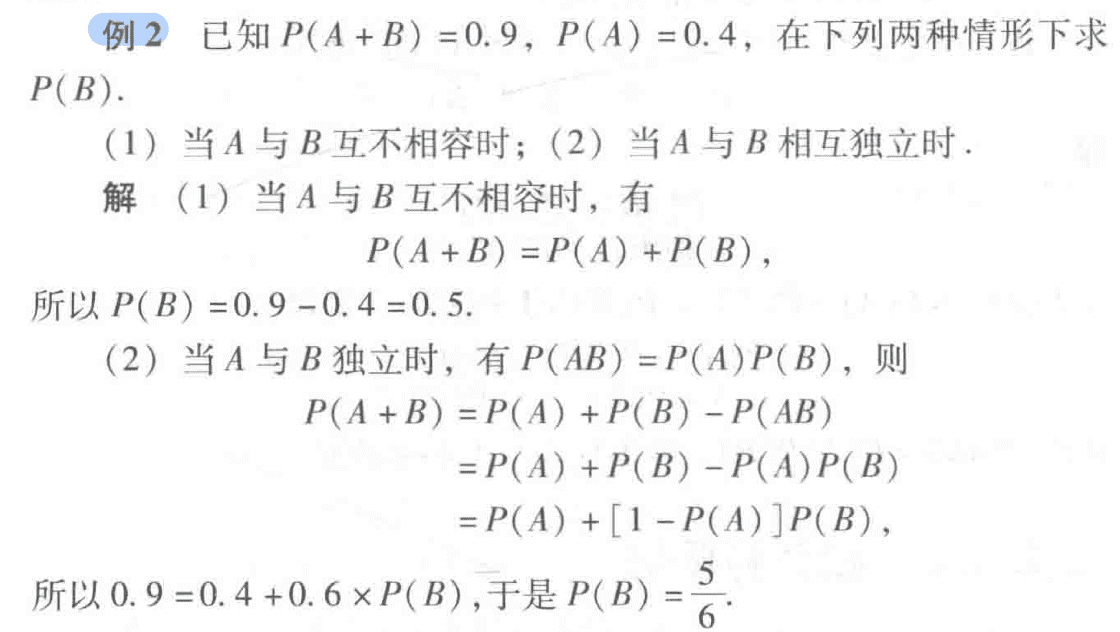 例 2 已知 P(A + B) = 0.9, P(A) = 0.4, 在下列两种情形下求
P(B).
(1) 当 A 与 B 互不相容时; (2) 当 A 与 B 相互独立时.
解 (1) 当 A 与 B 互不相容时, 有
P(A + B) = P(A) + P(B),
所以 P(B) = 0.9 - 0.4 = 0.5.
(2) 当 A 与 B 独立时, 有 P(AB) = P(A)P(B), 则
P(A + B) = P(A) + P(B) - P(AB)
= P(A) + P(B) - P(A)P(B)
= P(A) + [1 - P(A)]P(B),
所以 0.9 = 0.4 + 0.6 × P(B), 于是 P(B) = 5/6.